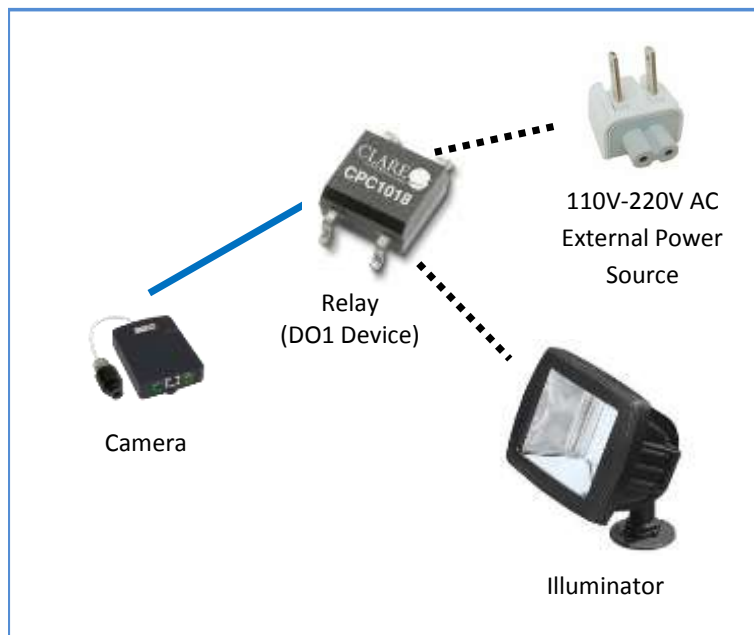 CLARE
CPC1018
110V-220V AC
External Power
Source
Relay
(DO1 Device)
Camera
Illuminator